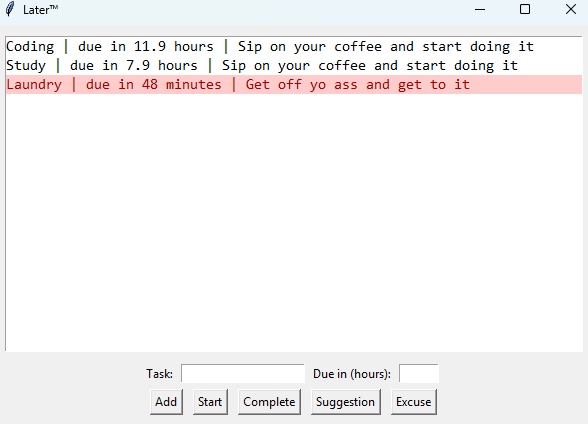 Later™
Coding | due in 11.9 hours | Sip on your coffee and start doing it
Study | due in 7.9 hours | Sip on your coffee and start doing it
Laundry | due in 48 minutes | Get off yo ass and get to it
Task: Due in (hours):
Add Start Complete Suggestion Excuse